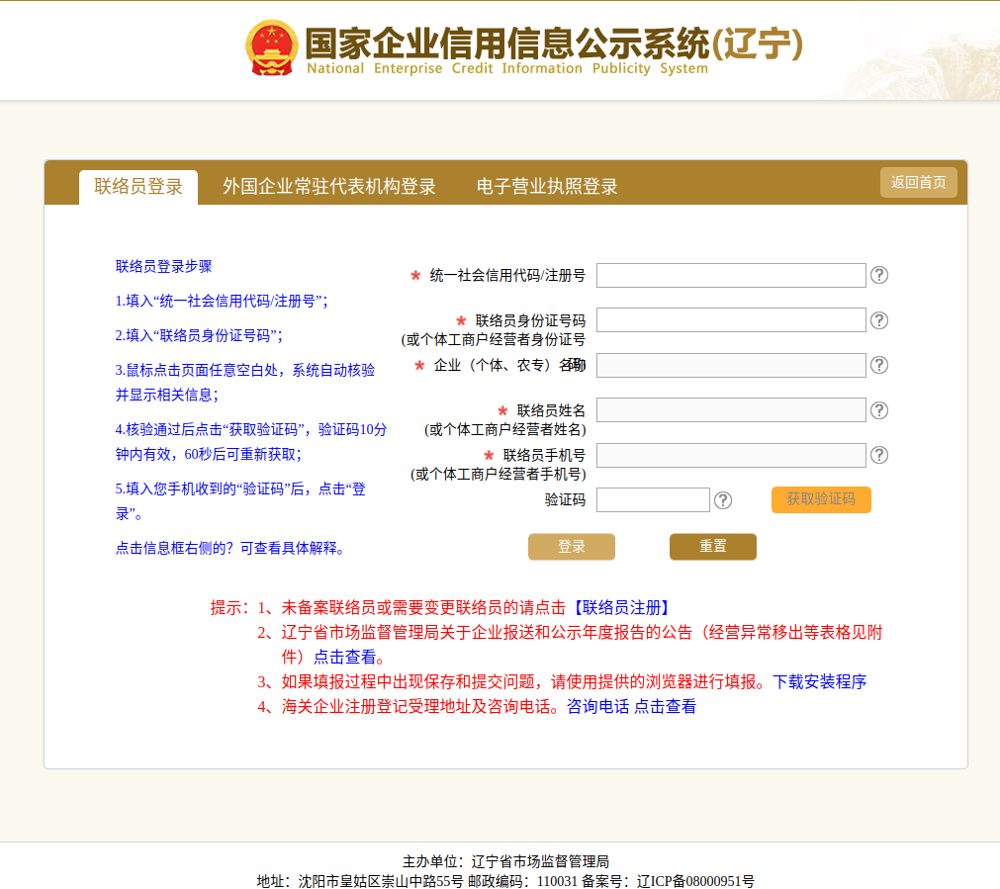 国家企业信用信息公示系统(辽宁)
National Enterprise Credit Information Publicity System
联络员登录 外国企业常驻代表机构登录 电子营业执照登录 返回首页
联络员登录步骤
1.填入“统一社会信用代码/注册号”；
2.填入“联络员身份证号码”；
3.鼠标点击页面任意空白处，系统自动核验
并显示相关信息；
4.核验通过后点击“获取验证码”，验证码10分
钟内有效，60秒后可重新获取；
5.填入您手机收到的“验证码”后，点击“登
录”。
点击信息框右侧的？可查看具体解释。
* 统一社会信用代码/注册号 ?
* 联络员身份证号码 ?
(或个体工商户经营者身份证号
码)
* 企业（个体、农专）名称 ?
* 联络员姓名 ?
(或个体工商户经营者姓名)
* 联络员手机号 ?
(或个体工商户经营者手机号)
验证码 ? 获取验证码
登录 重置
提示：1、未备案联络员或需要变更联络员的请点击【联络员注册】
2、辽宁省市场监督管理局关于企业报送和公示年度报告的公告（经营异常移出等表格见附
件）点击查看。
3、如果填报过程中出现保存和提交问题，请使用提供的浏览器进行填报。下载安装程序
4、海关企业注册登记受理地址及咨询电话。咨询电话 点击查看
主办单位：辽宁省市场监督管理局
地址：沈阳市皇姑区崇山中路55号 邮政编码：110031 备案号：辽ICP备08000951号